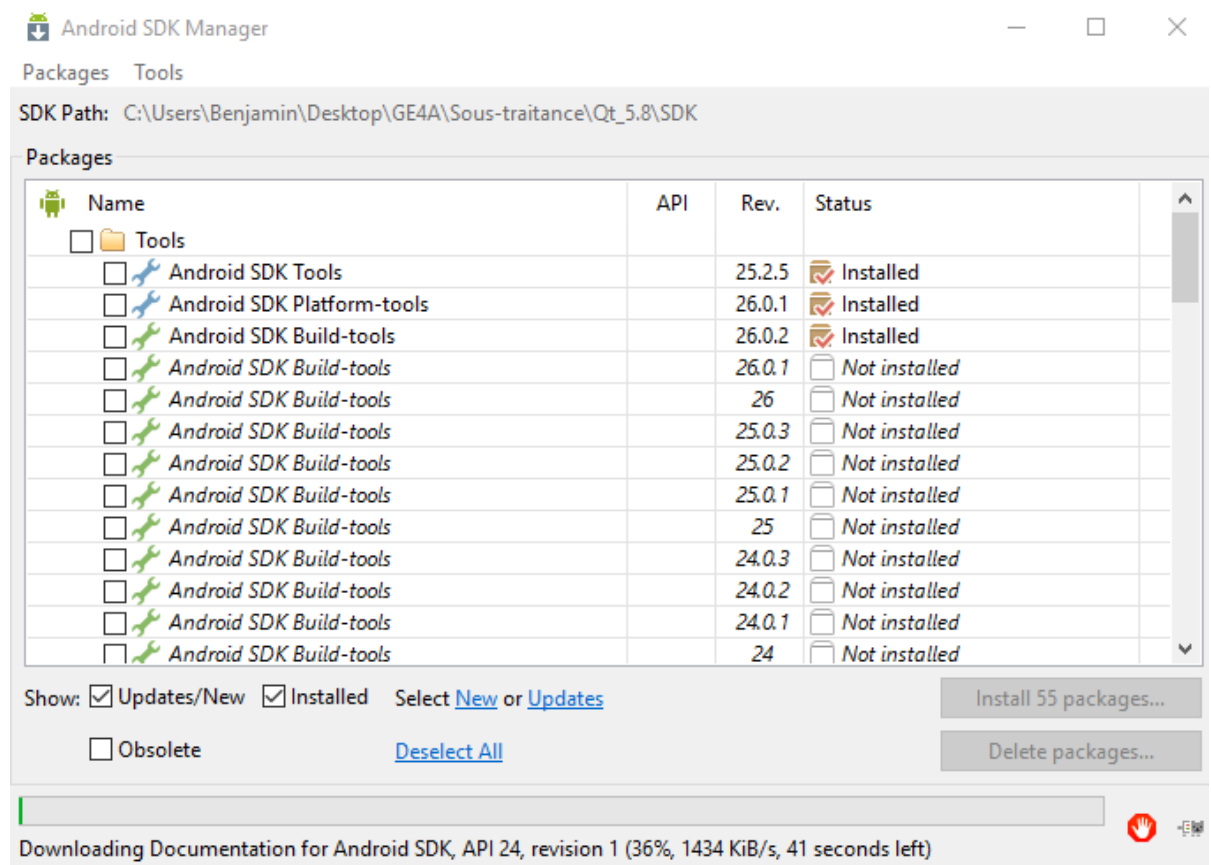 Android SDK Manager
Packages Tools
SDK Path: C:\Users\Benjamin\Desktop\GE4A\Sous-traitance\Qt_5.8\SDK
Packages
Name API Rev. Status
Tools
Android SDK Tools 25.2.5 Installed
Android SDK Platform-tools 26.0.1 Installed
Android SDK Build-tools 26.0.2 Installed
Android SDK Build-tools 26.0.1 Not installed
Android SDK Build-tools 26 Not installed
Android SDK Build-tools 25.0.3 Not installed
Android SDK Build-tools 25.0.2 Not installed
Android SDK Build-tools 25.0.1 Not installed
Android SDK Build-tools 25 Not installed
Android SDK Build-tools 24.0.3 Not installed
Android SDK Build-tools 24.0.2 Not installed
Android SDK Build-tools 24.0.1 Not installed
Android SDK Build-tools 24 Not installed
Show: Updates/New Installed Select New or Updates Install 55 packages...
Obsolete Deselect All Delete packages...
Downloading Documentation for Android SDK, API 24, revision 1 (36%, 1434 KiB/s, 41 seconds left)